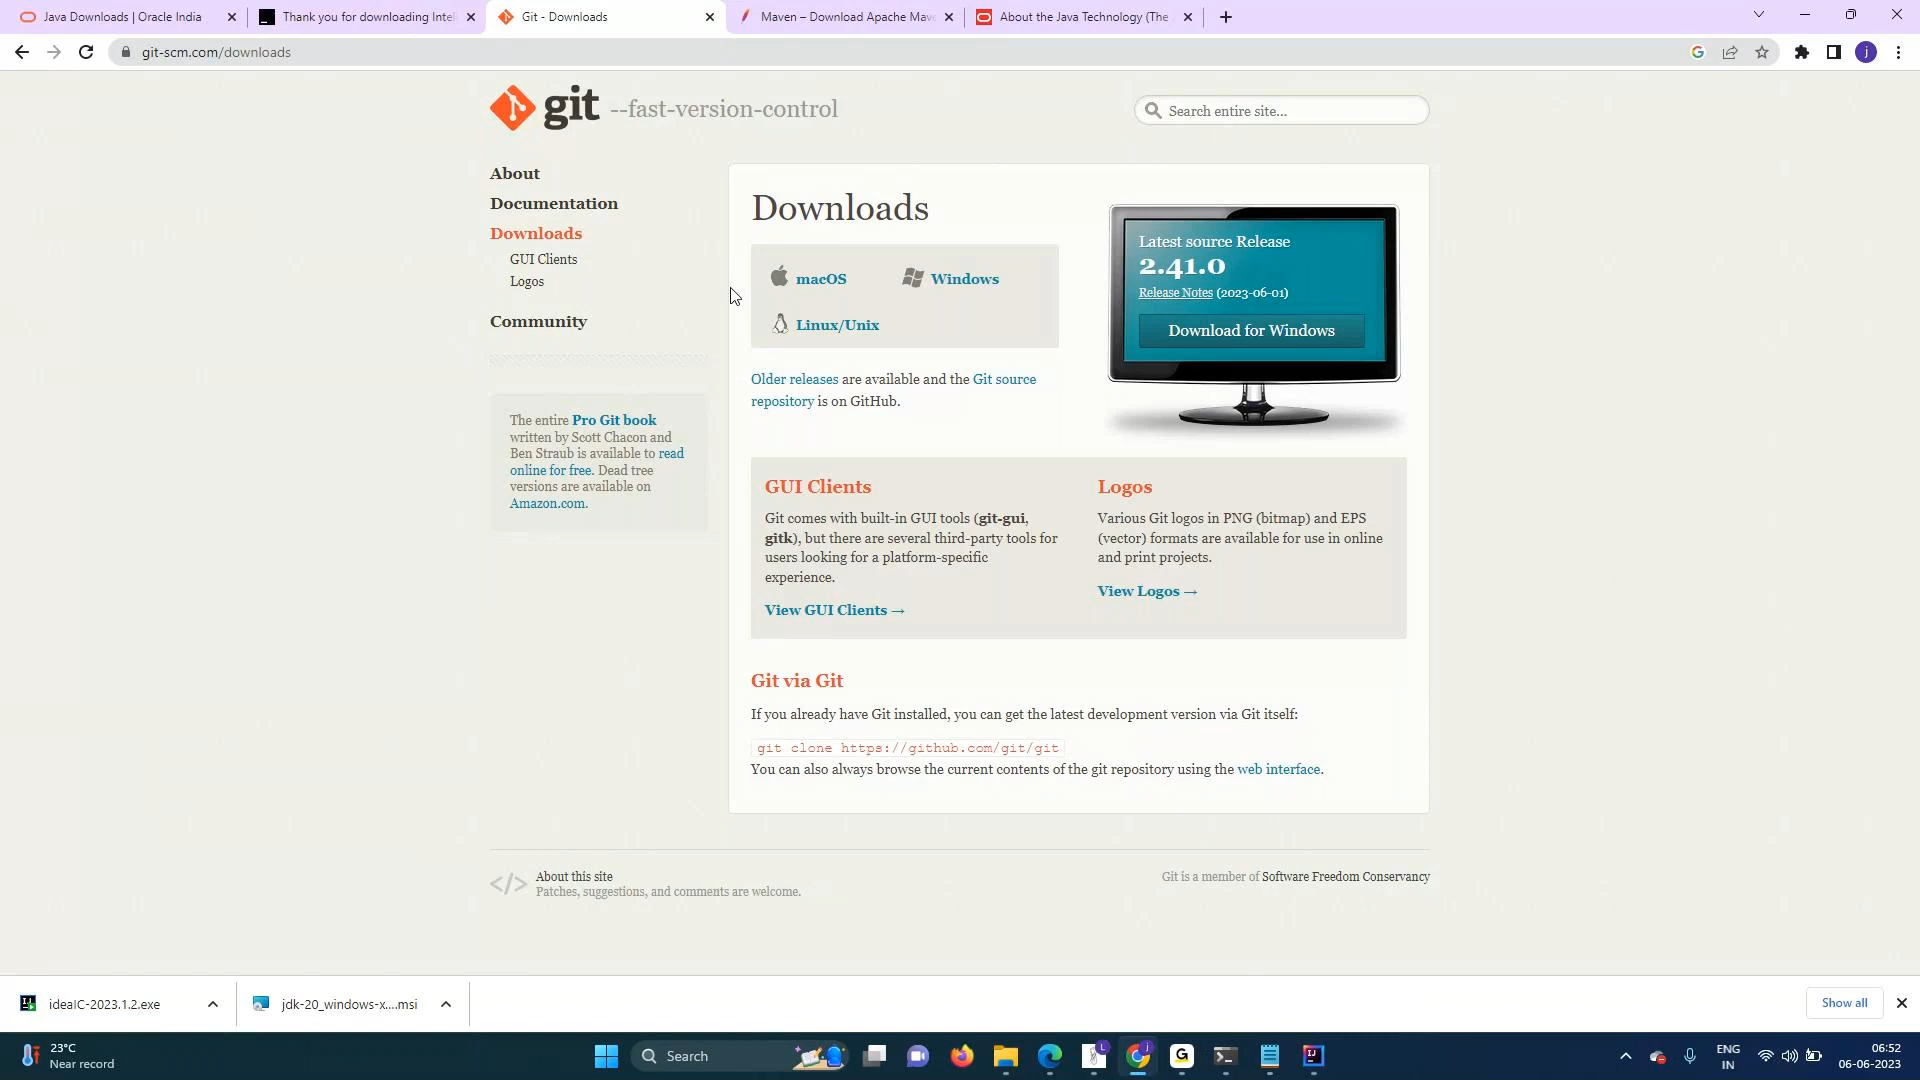 Java Downloads | Oracle India
Thank you for downloading Intel
Git - Downloads
Maven – Download Apache Mav
About the Java Technology (The
git-scm.com/downloads
j
git --fast-version-control
Search entire site...
About
Documentation
Downloads
GUI Clients
Logos
Community
The entire Pro Git book
written by Scott Chacon and
Ben Straub is available to read
online for free. Dead tree
versions are available on
Amazon.com.
Downloads
macOS
Windows
Linux/Unix
Older releases are available and the Git source
repository is on GitHub.
Latest source Release
2.41.0
Release Notes (2023-06-01)
Download for Windows
GUI Clients
Git comes with built-in GUI tools (git-gui,
gitk), but there are several third-party tools for
users looking for a platform-specific
experience.
View GUI Clients →
Logos
Various Git logos in PNG (bitmap) and EPS
(vector) formats are available for use in online
and print projects.
View Logos →
Git via Git
If you already have Git installed, you can get the latest development version via Git itself:
git clone https://github.com/git/git
You can also always browse the current contents of the git repository using the web interface.
</>
About this site
Patches, suggestions, and comments are welcome.
Git is a member of Software Freedom Conservancy
ideaIC-2023.1.2.exe
jdk-20_windows-x....msi
Show all
23°C
Near record
Search
ENG
IN
06:52
06-06-2023